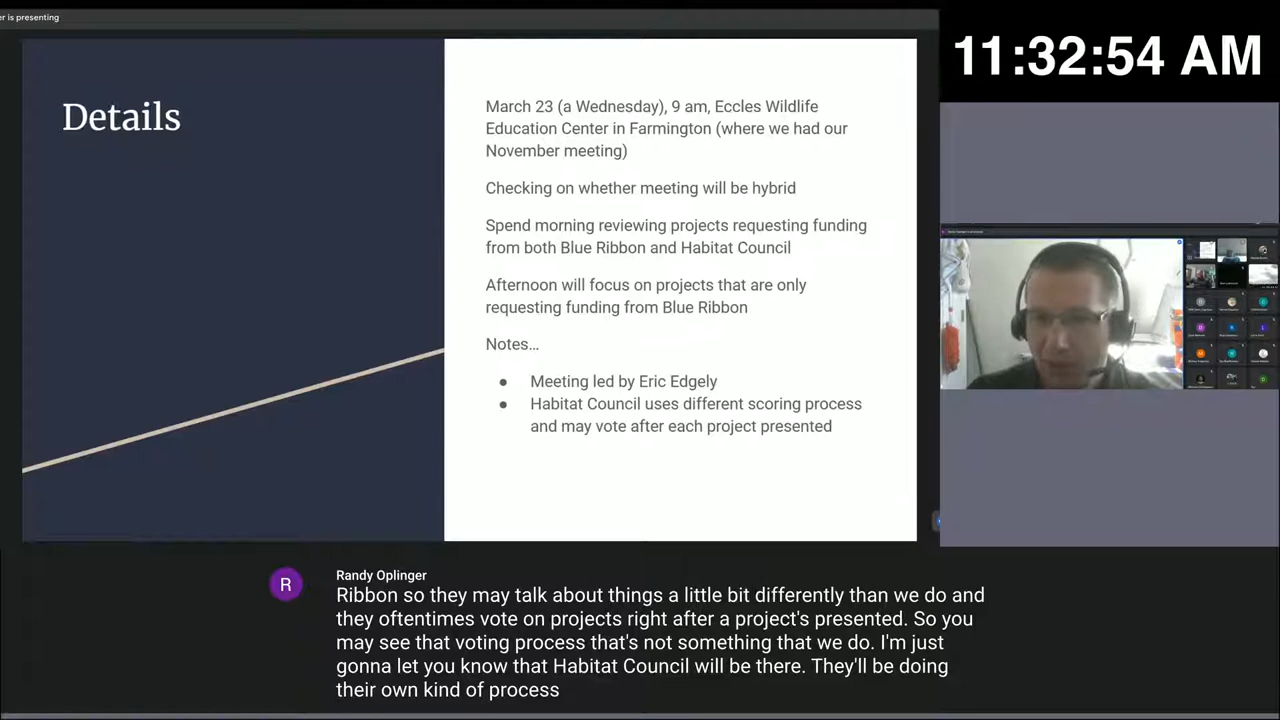 er is presenting
11:32:54 AM
Details
March 23 (a Wednesday), 9 am, Eccles Wildlife
Education Center in Farmington (where we had our
November meeting)
Checking on whether meeting will be hybrid
Spend morning reviewing projects requesting funding
from both Blue Ribbon and Habitat Council
Afternoon will focus on projects that are only
requesting funding from Blue Ribbon
Notes…
● Meeting led by Eric Edgely
● Habitat Council uses different scoring process
and may vote after each project presented
R
Randy Oplinger
Ribbon so they may talk about things a little bit differently than we do and
they oftentimes vote on projects right after a project's presented. So you
may see that voting process that's not something that we do. I'm just
gonna let you know that Habitat Council will be there. They'll be doing
their own kind of process